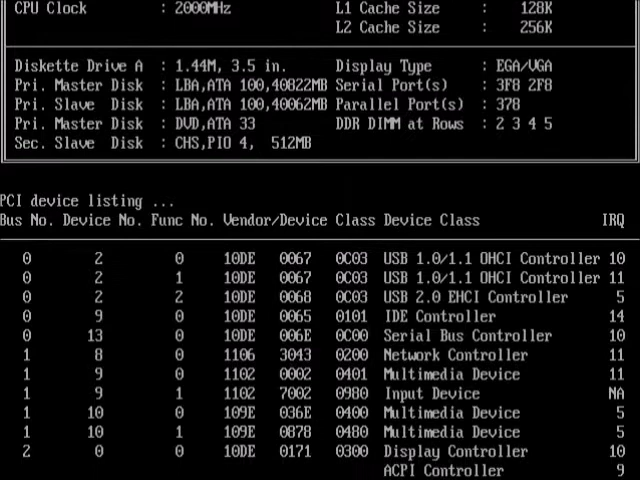 CPU Clock : 2000MHz L1 Cache Size : 128K
L2 Cache Size : 256K
Diskette Drive A : 1.44M, 3.5 in. Display Type : EGA/VGA
Pri. Master Disk : LBA,ATA 100,40822MB Serial Port(s) : 3F8 2F8
Pri. Slave Disk : LBA,ATA 100,40062MB Parallel Port(s) : 378
Pri. Master Disk : DVD,ATA 33 DDR DIMM at Rows : 2 3 4 5
Sec. Slave Disk : CHS,PIO 4, 512MB
PCI device listing ...
Bus No. Device No. Func No. Vendor/Device Class Device Class IRQ
0 2 0 10DE 0067 0C03 USB 1.0/1.1 OHCI Controller 10
0 2 1 10DE 0067 0C03 USB 1.0/1.1 OHCI Controller 11
0 2 2 10DE 0068 0C03 USB 2.0 EHCI Controller 5
0 9 0 10DE 0065 0101 IDE Controller 14
0 13 0 10DE 006E 0C00 Serial Bus Controller 10
1 8 0 1106 3043 0200 Network Controller 11
1 9 0 1102 0002 0401 Multimedia Device 11
1 9 1 1102 7002 0980 Input Device NA
1 10 0 109E 036E 0400 Multimedia Device 5
1 10 1 109E 0878 0480 Multimedia Device 5
2 0 0 10DE 0171 0300 Display Controller 10
ACPI Controller 9